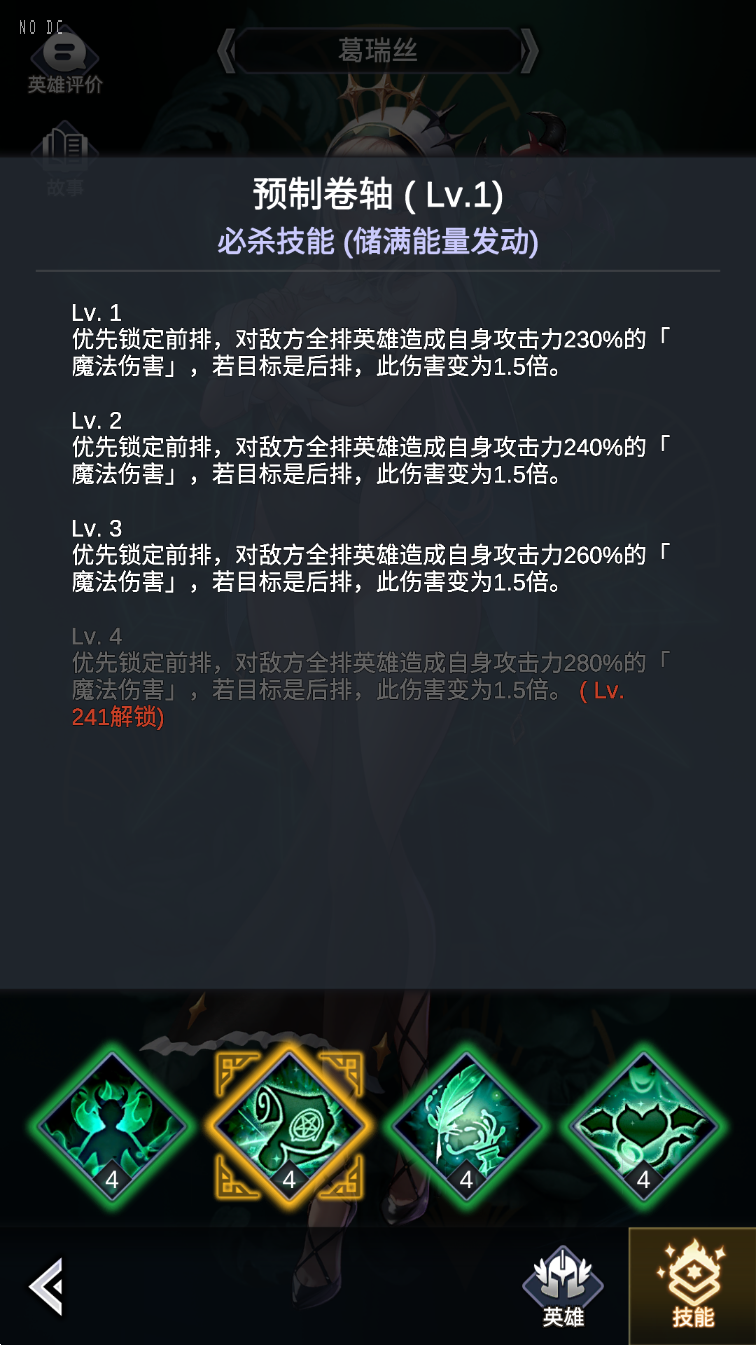 NO DC
葛瑞丝
英雄评价
故事
预制卷轴 ( Lv.1)
必杀技能 (储满能量发动)
Lv. 1
优先锁定前排，对敌方全排英雄造成自身攻击力230%的「
魔法伤害」，若目标是后排，此伤害变为1.5倍。
Lv. 2
优先锁定前排，对敌方全排英雄造成自身攻击力240%的「
魔法伤害」，若目标是后排，此伤害变为1.5倍。
Lv. 3
优先锁定前排，对敌方全排英雄造成自身攻击力260%的「
魔法伤害」，若目标是后排，此伤害变为1.5倍。
Lv. 4
优先锁定前排，对敌方全排英雄造成自身攻击力280%的「
魔法伤害」，若目标是后排，此伤害变为1.5倍。 ( Lv.
241解锁)
4 4 4 4
英雄 技能